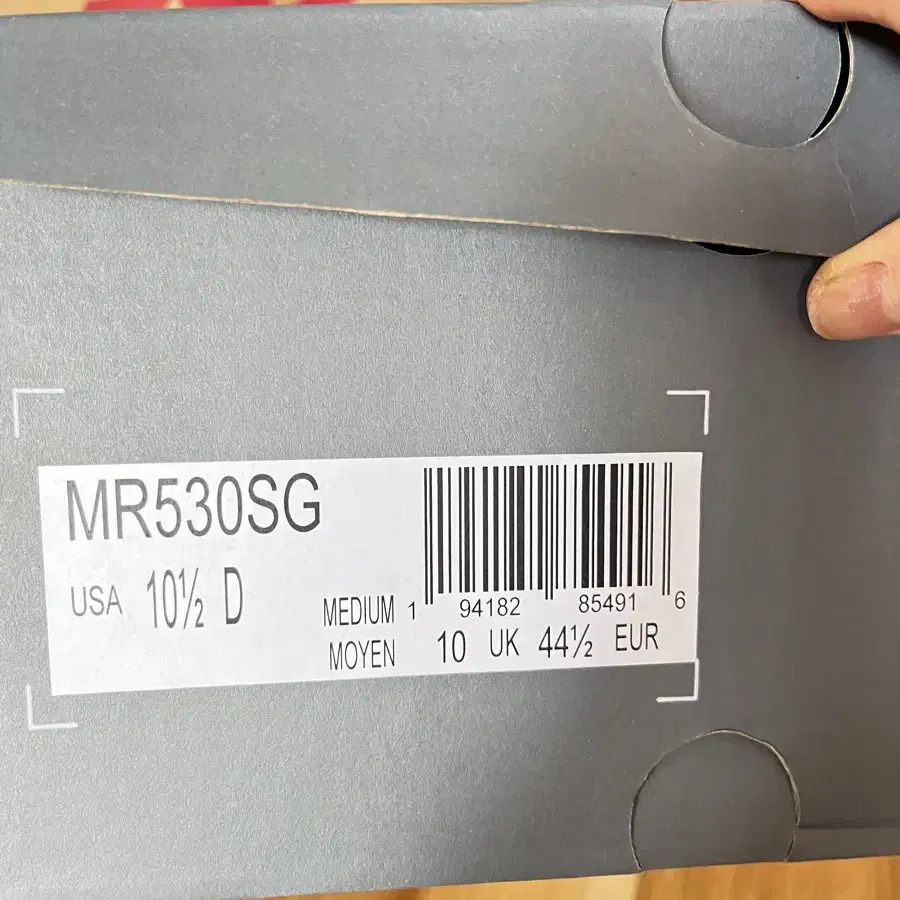 MR530SG
USA 10½ D
MEDIUM 1 94182 85491 6
MOYEN 10 UK 44½ EUR